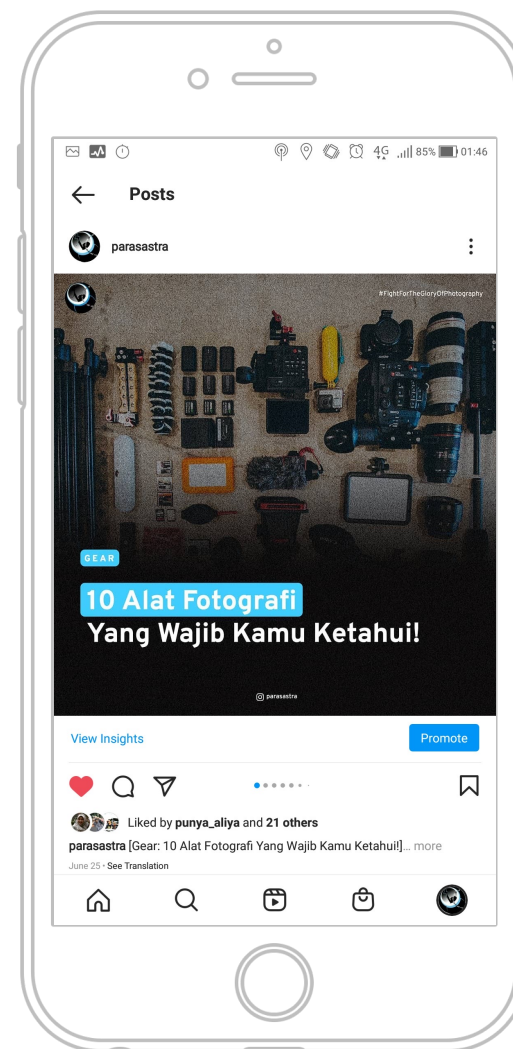 4G 85% 01:46
Posts
parasastra
#FightForTheGloryOfPhotography
GEAR
10 Alat Fotografi
Yang Wajib Kamu Ketahui!
parasastra
View Insights
Promote
Liked by punya_aliya and 21 others
parasastra [Gear: 10 Alat Fotografi Yang Wajib Kamu Ketahui!]... more
June 25 • See Translation